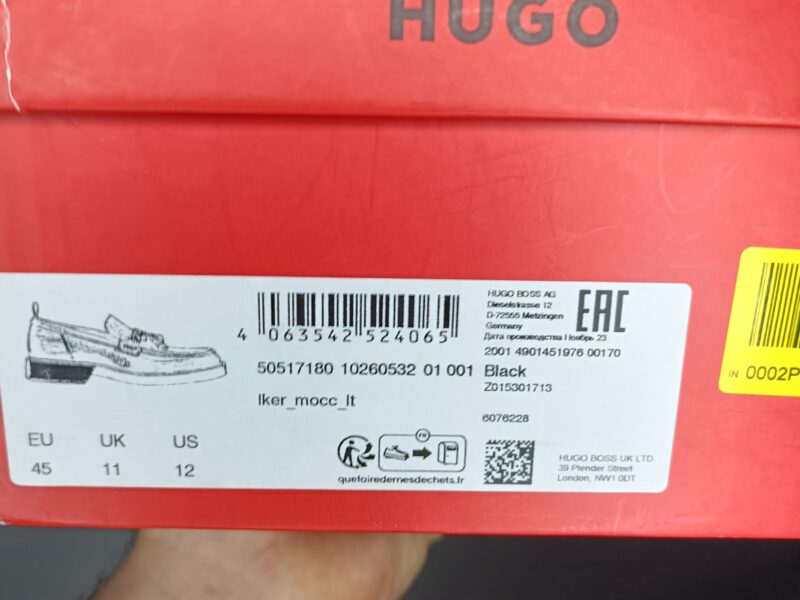 HUGO
4 063542 524065
50517180 10260532 01 001 Black
Iker_mocc_lt
EU UK US
45 11 12
FR
quefairedemesdechets.fr
HUGO BOSS AG
Dieselstrasse 12
D-72555 Metzingen
Germany
EAC
Дата производства Ноябрь 23
2001 4901451976 00170
Z015301713
6076228
HUGO BOSS UK LTD
39 Plender Street
London, NW1 0DT
IN 0002P